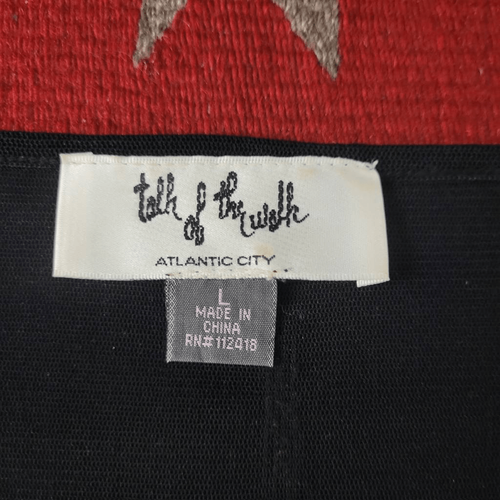 talk of the walk
ATLANTIC CITY
L
MADE IN
CHINA
RN#112418